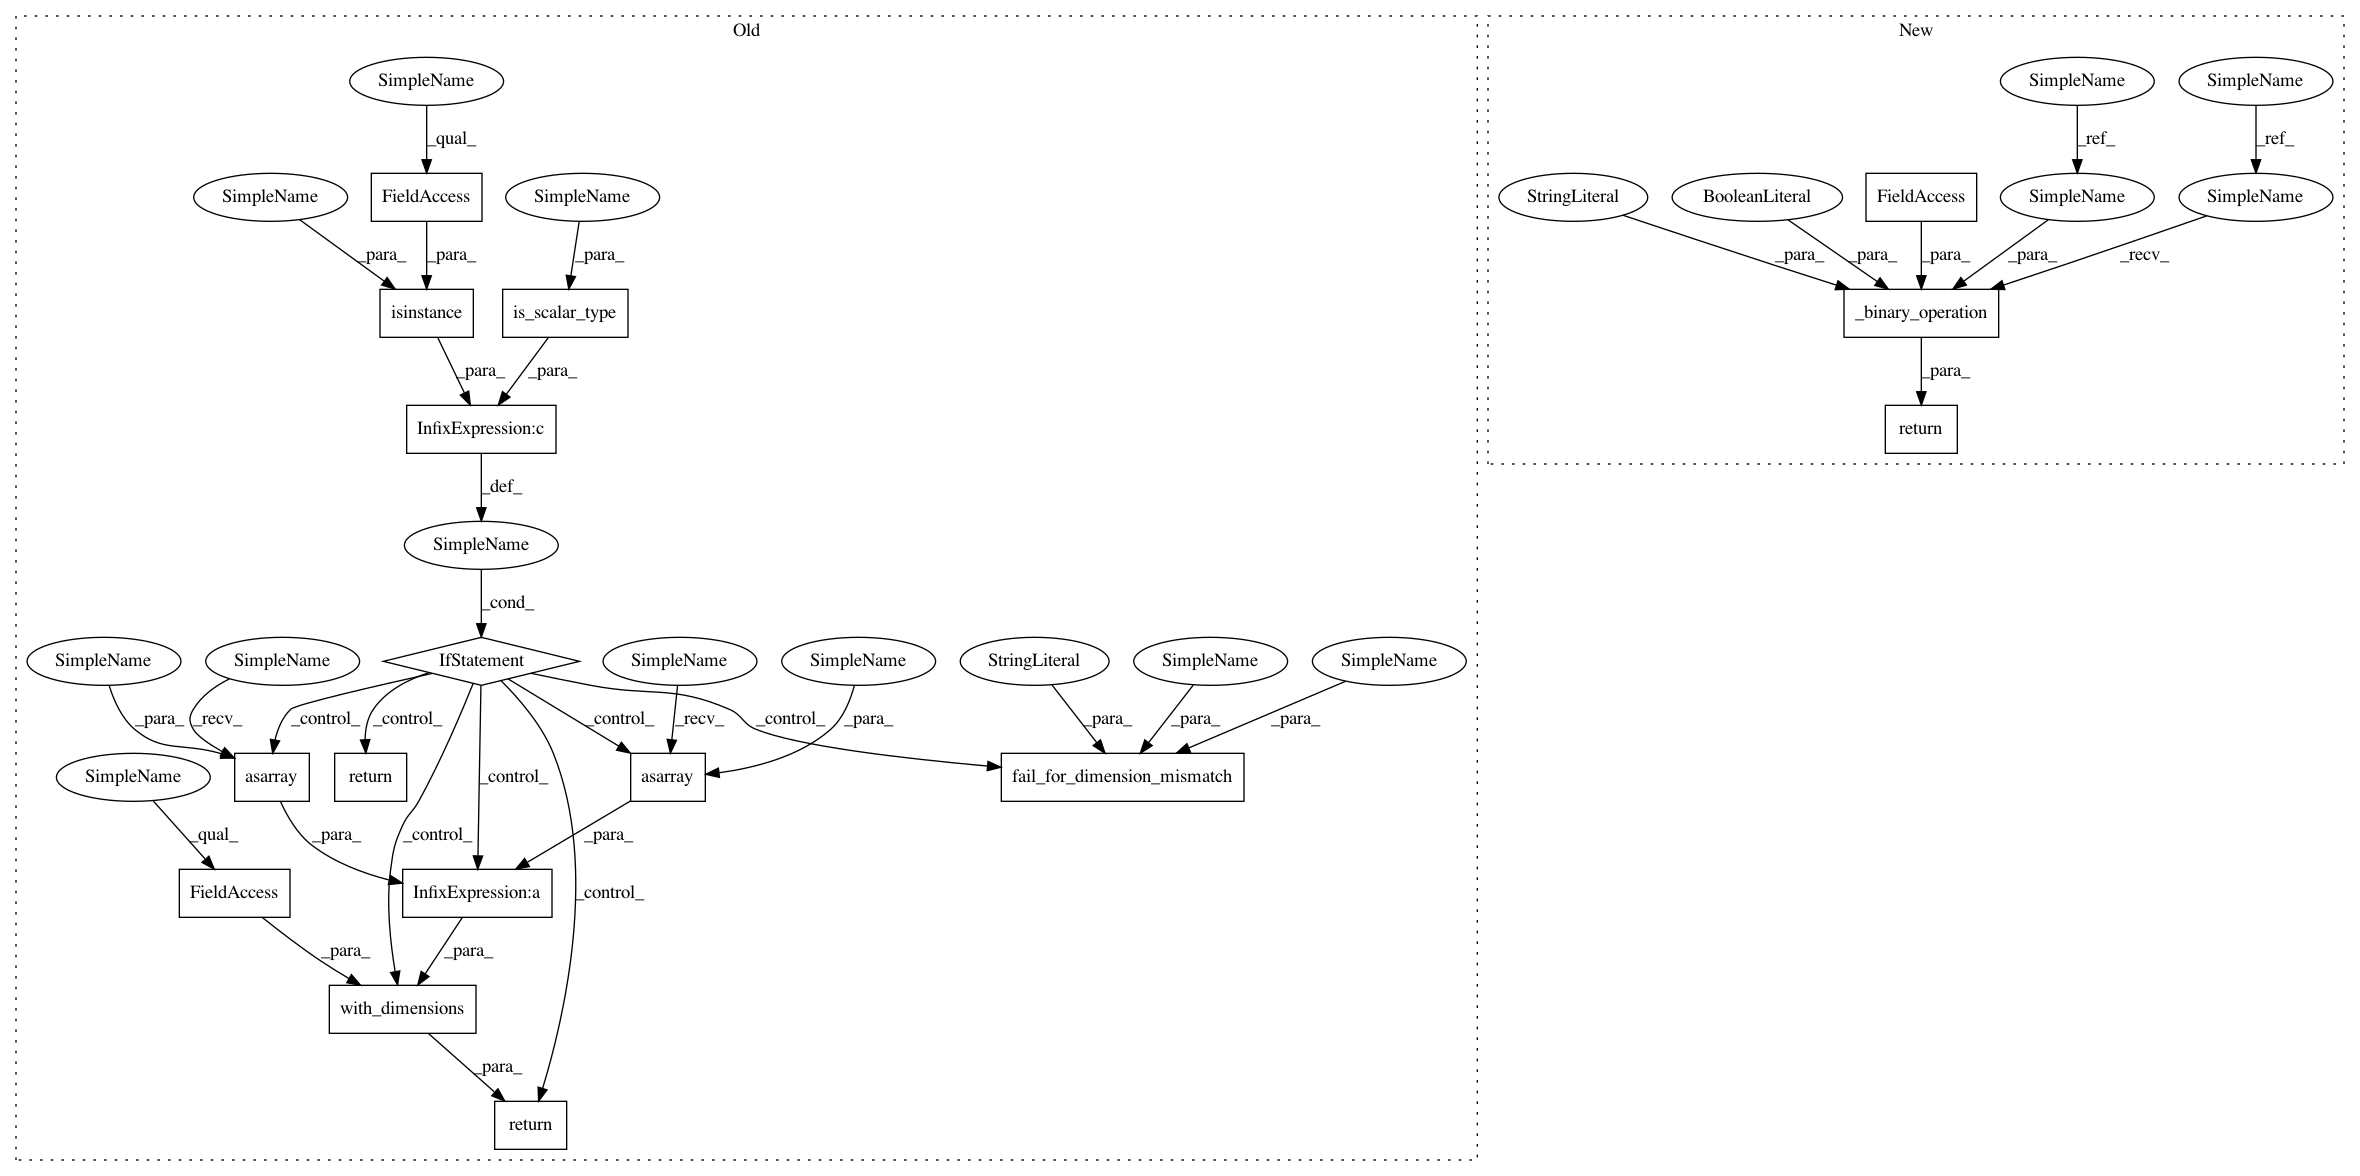 Old
New
SimpleName
SimpleName
SimpleName
_qual_
_ref_
_ref_
SimpleName
FieldAccess
SimpleName
StringLiteral
BooleanLiteral
FieldAccess
SimpleName
SimpleName
_para_
_para_
_para_
_para_
_para_
_para_
_para_
_recv_
isinstance
is_scalar_type
_binary_operation
_para_
_para_
_para_
InfixExpression:c
return
_def_
SimpleName
_cond_
SimpleName
SimpleName
IfStatement
SimpleName
SimpleName
StringLiteral
SimpleName
SimpleName
_para_
_recv_
_control_
_control_
_control_
_recv_
_control_
_para_
_para_
_para_
_para_
SimpleName
asarray
return
_control_
asarray
fail_for_dimension_mismatch
_qual_
_para_
_control_
_para_
FieldAccess
InfixExpression:a
_control_
_para_
_para_
with_dimensions
_para_
return